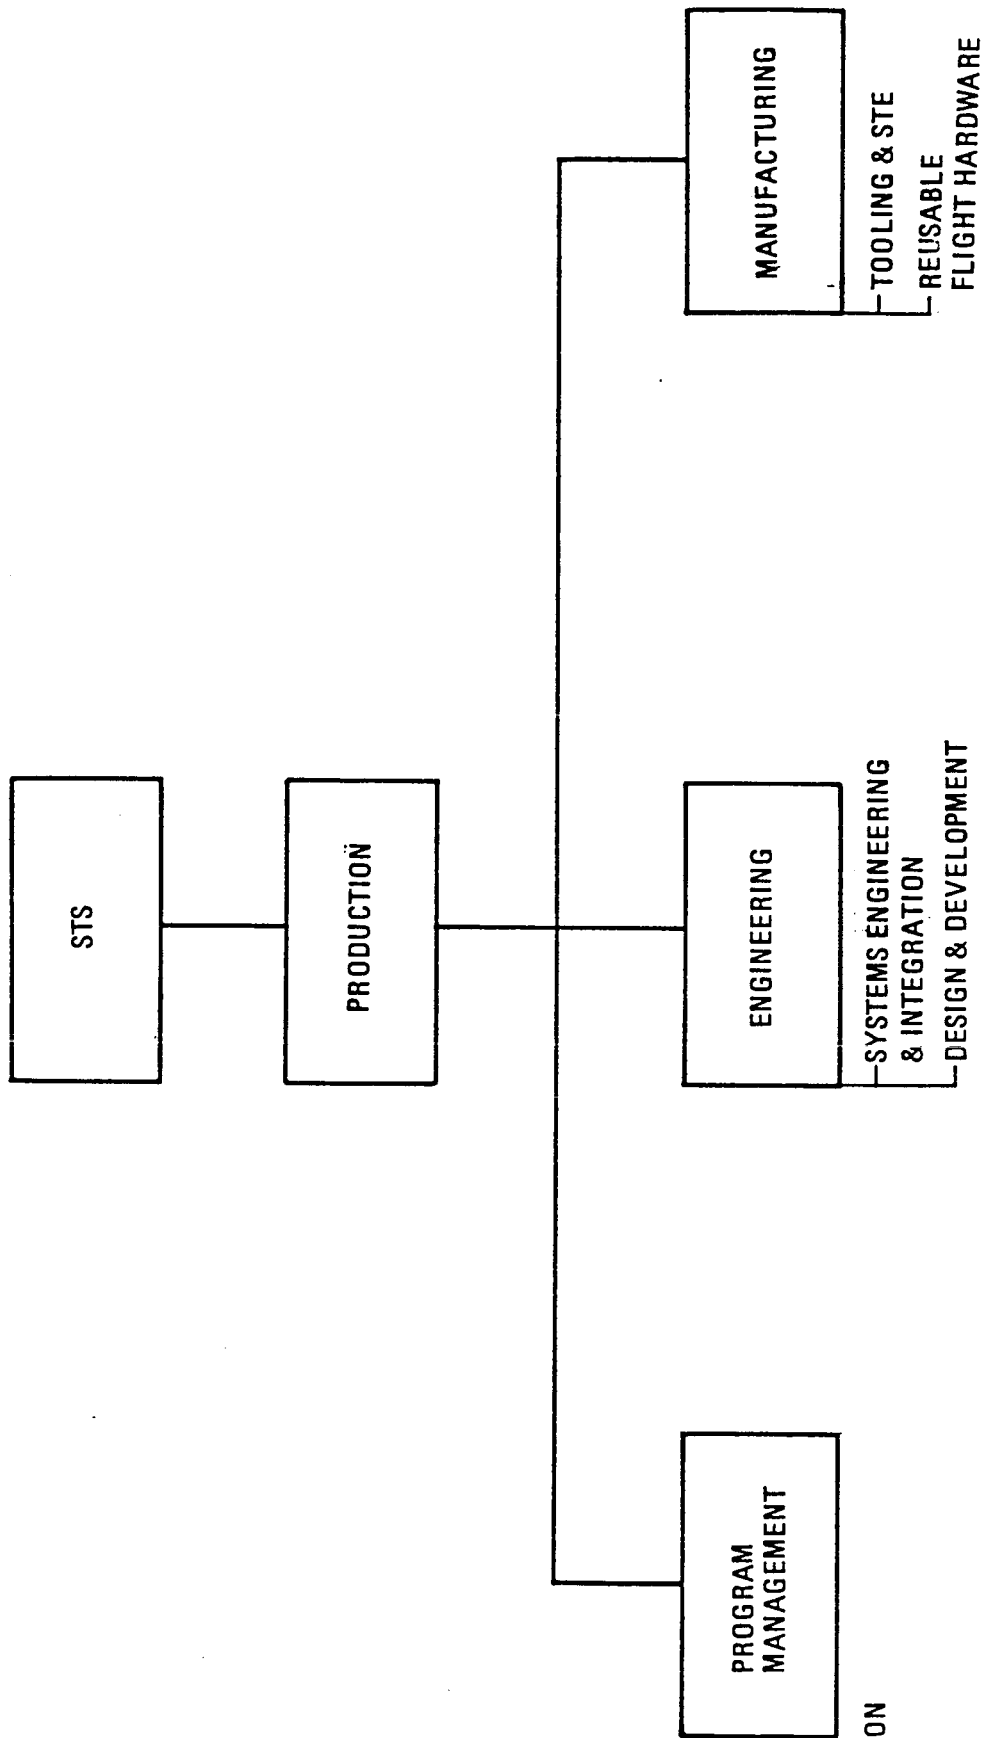 STS
PRODUCTION
PROGRAM
MANAGEMENT
ON
ENGINEERING
SYSTEMS ENGINEERING
& INTEGRATION
DESIGN & DEVELOPMENT
MANUFACTURING
TOOLING & STE
REUSABLE
FLIGHT HARDWARE